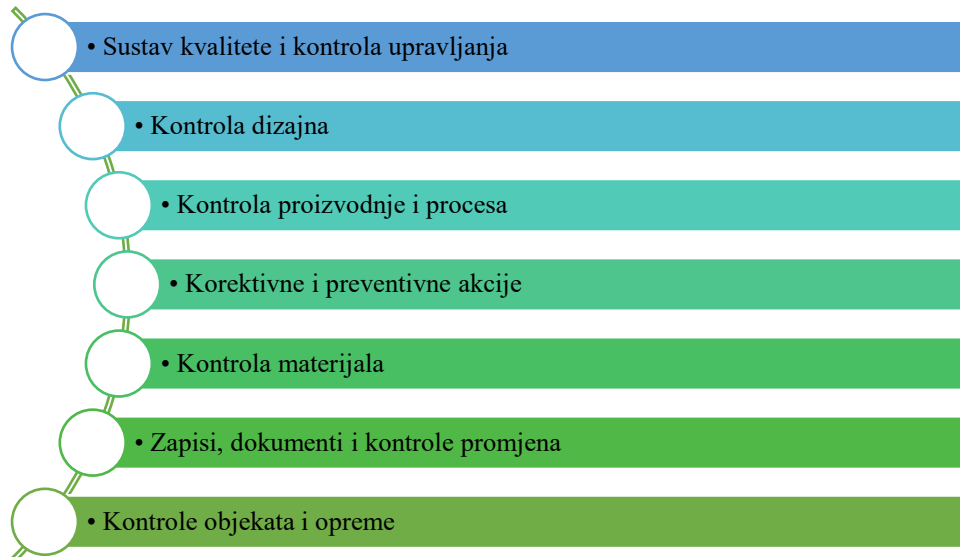 • Sustav kvalitete i kontrola upravljanja
• Kontrola dizajna
• Kontrola proizvodnje i procesa
• Korektivne i preventivne akcije
• Kontrola materijala
• Zapisi, dokumenti i kontrole promjena
• Kontrole objekata i opreme